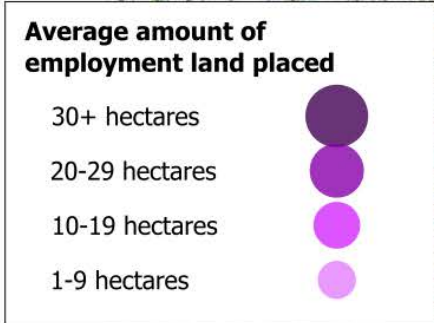 Average amount of
employment land placed
30+ hectares
20-29 hectares
10-19 hectares
1-9 hectares